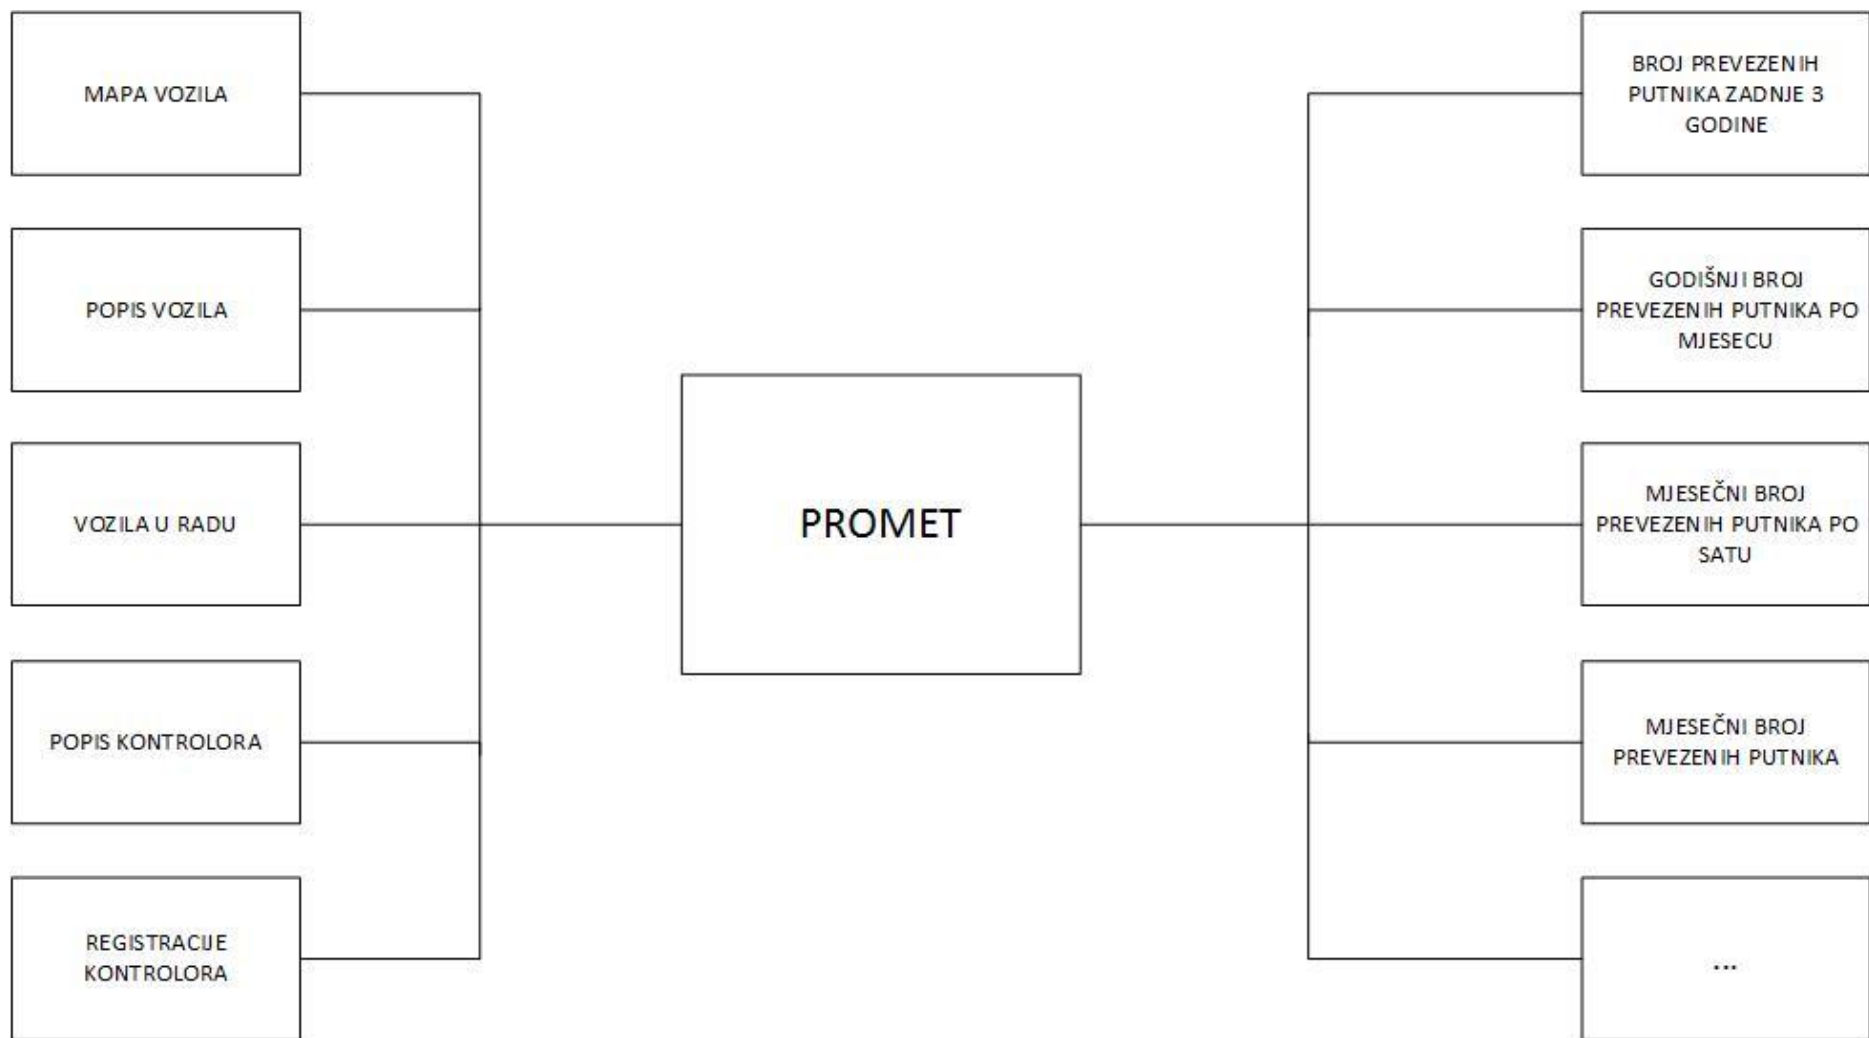 MAPA VOZILA
POPIS VOZILA
VOZILA U RADU
POPIS KONTROLORA
REGISTRACIJE
KONTROLORA
PROMET
BROJ PREVEZENIH
PUTNIKA ZADNJE 3
GODINE
GODIŠNJI BROJ
PREVEZENIH PUTNIKA PO
MJESECU
MJESEČNI BROJ
PREVEZENIH PUTNIKA PO
SATU
MJESEČNI BROJ
PREVEZENIH PUTNIKA
...